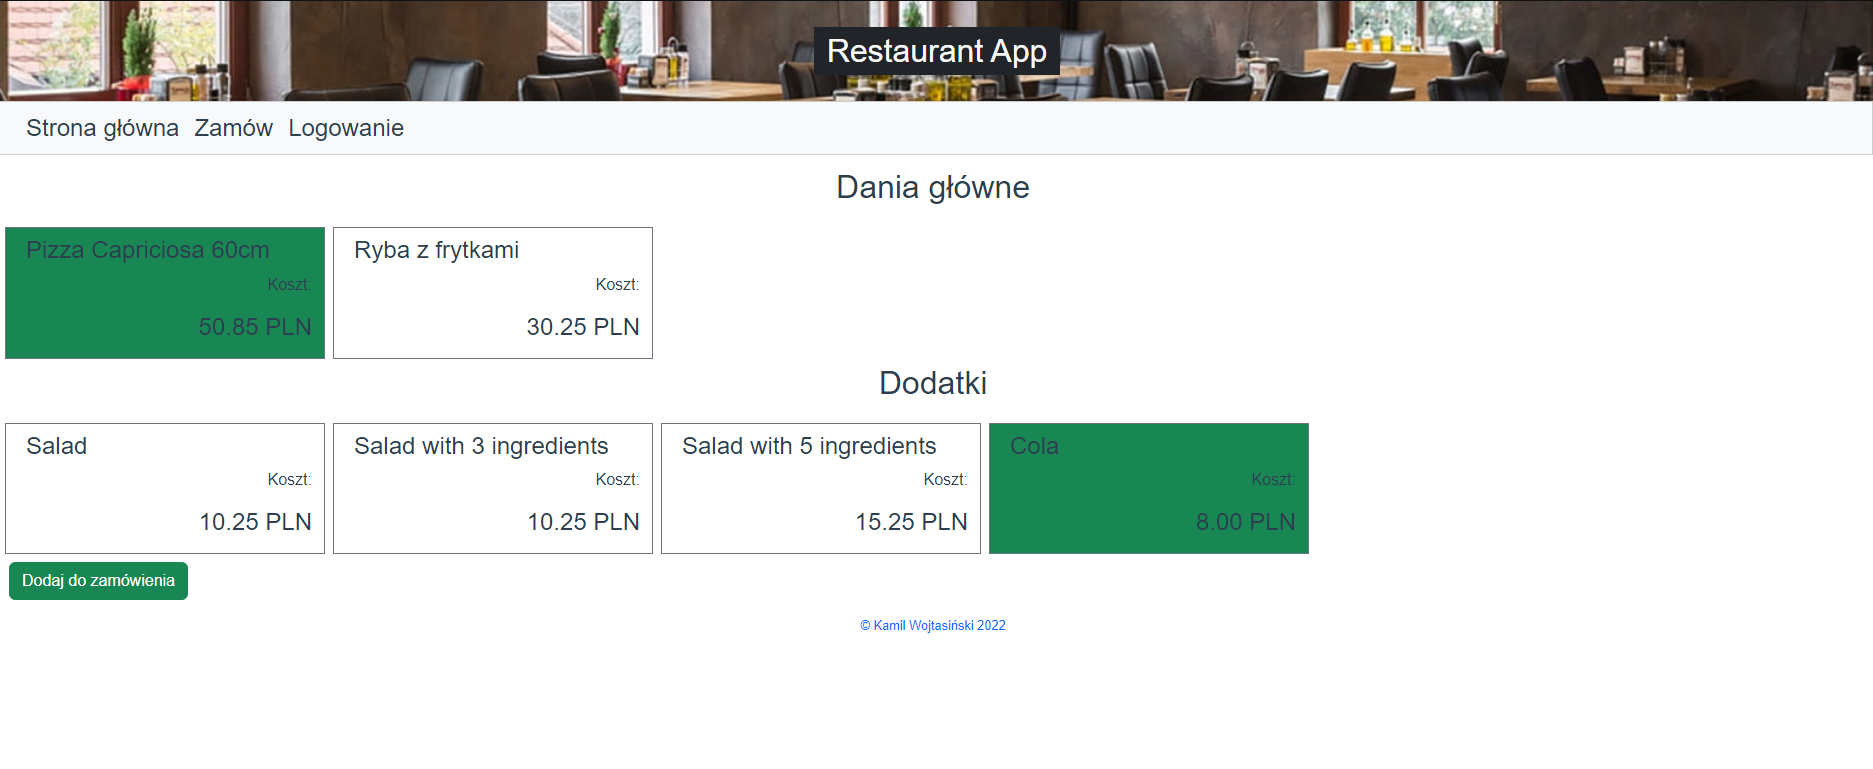 Restaurant App
Strona główna Zamów Logowanie
Dania główne
Pizza Capriciosa 60cm
Koszt:
50.85 PLN
Ryba z frytkami
Koszt:
30.25 PLN
Dodatki
Salad
Koszt:
10.25 PLN
Salad with 3 ingredients
Koszt:
10.25 PLN
Salad with 5 ingredients
Koszt:
15.25 PLN
Cola
Koszt:
8.00 PLN
Dodaj do zamówienia
© Kamil Wojtasiński 2022